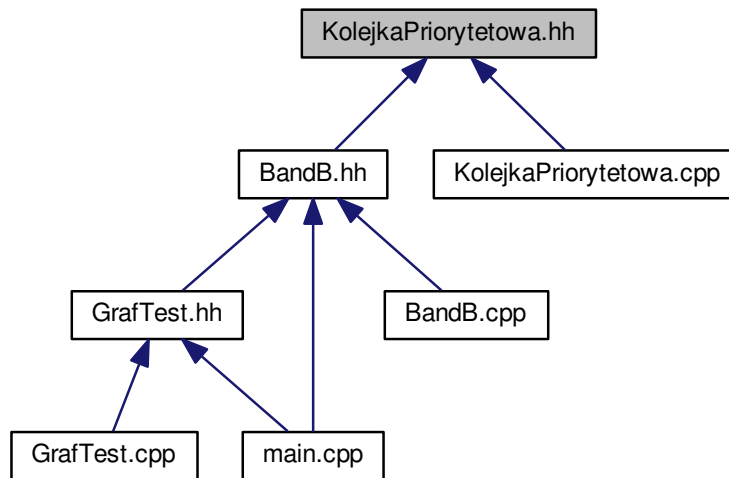 KolejkaPriorytetowa.hh
BandB.hh
KolejkaPriorytetowa.cpp
GrafTest.hh
BandB.cpp
GrafTest.cpp
main.cpp